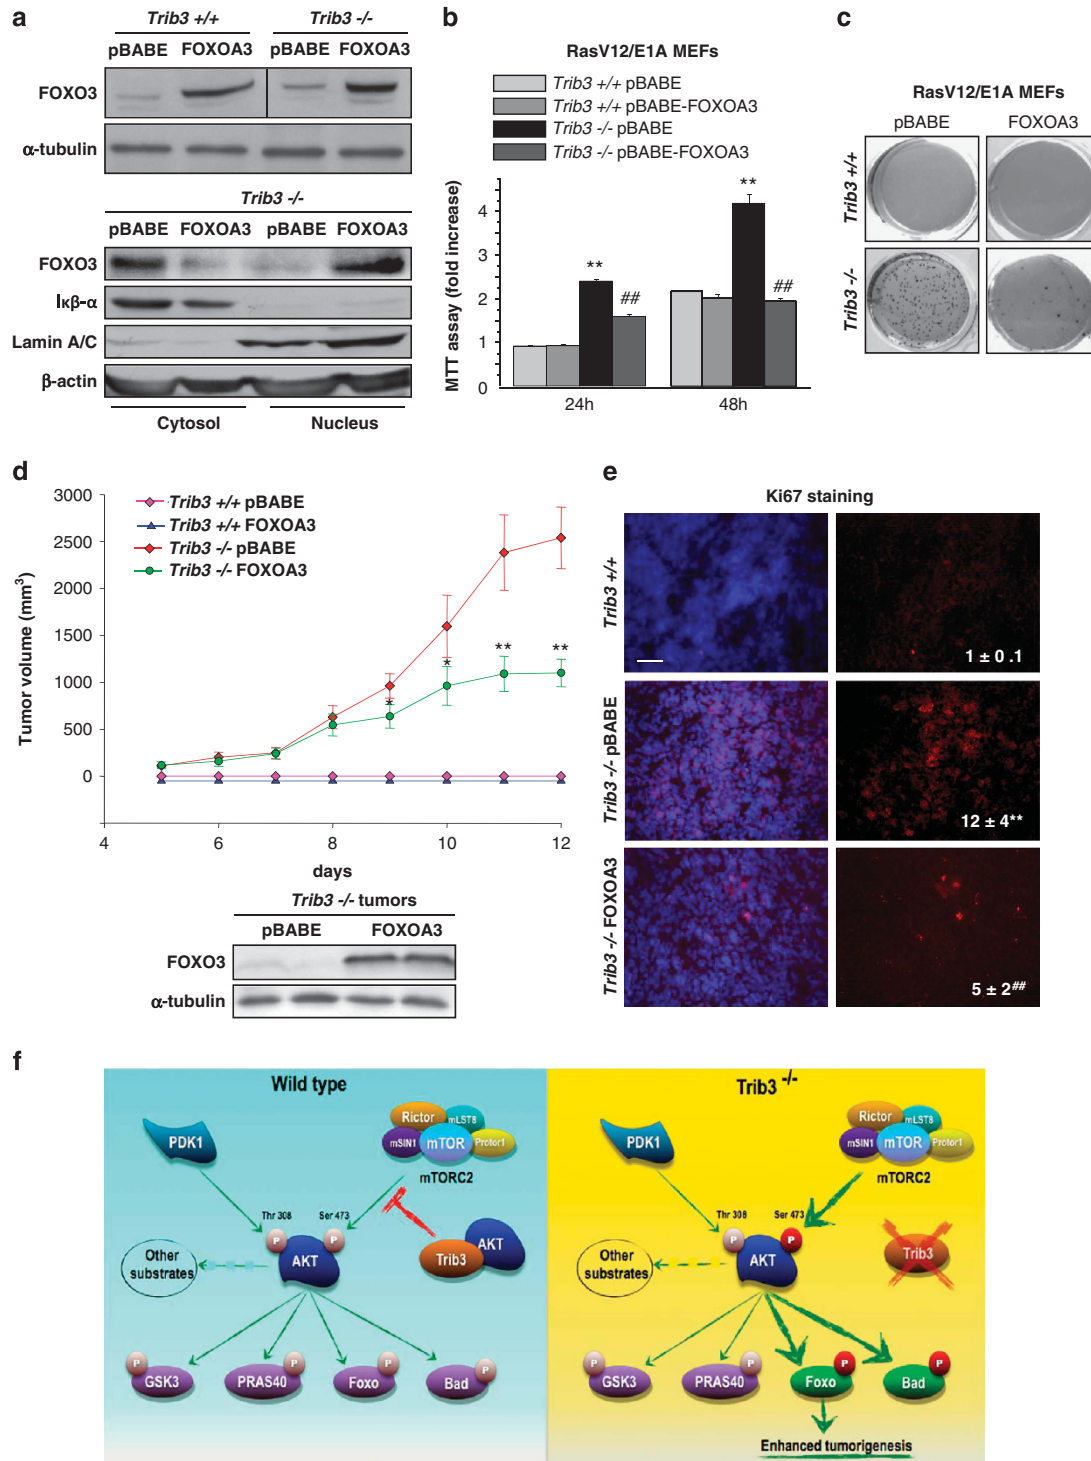 a
Trib3 +/+ Trib3 -/-
pBABE FOXOA3 pBABE FOXOA3
FOXO3
α-tubulin
Trib3 -/-
pBABE FOXOA3 pBABE FOXOA3
FOXO3
Iκβ-α
Lamin A/C
β-actin
Cytosol Nucleus
b
RasV12/E1A MEFs
Trib3 +/+ pBABE
Trib3 +/+ pBABE-FOXOA3
Trib3 -/- pBABE
Trib3 -/- pBABE-FOXOA3
MTT assay (fold increase)
4
3
2
1
0
**
##
**
##
24h 48h
c
RasV12/E1A MEFs
pBABE FOXOA3
Trib3 +/+
Trib3 -/-
d
Trib3 +/+ pBABE
Trib3 +/+ FOXOA3
Trib3 -/- pBABE
Trib3 -/- FOXOA3
Tumor volume (mm3)
3000
2500
2000
1500
1000
500
0
*
*
**
**
4 6 8 10 12
days
Trib3 -/- tumors
pBABE FOXOA3
FOXO3
α-tubulin
e
Ki67 staining
Trib3 +/+
1 ± 0 .1
Trib3 -/- pBABE
12 ± 4**
Trib3 -/- FOXOA3
5 ± 2##
f
Wild type
PDK1
Rictor
mLST8
mSIN1
mTOR
Protor1
mTORC2
Thr 308
Ser 473
P
P
AKT
Trib3
AKT
Other
substrates
P
GSK3
P
PRAS40
P
Foxo
P
Bad
Trib3 -/-
PDK1
Rictor
mLST8
mSIN1
mTOR
Protor1
mTORC2
Thr 308
Ser 473
P
P
AKT
Trib3
Other
substrates
P
GSK3
P
PRAS40
P
Foxo
P
Bad
Enhanced tumorigenesis